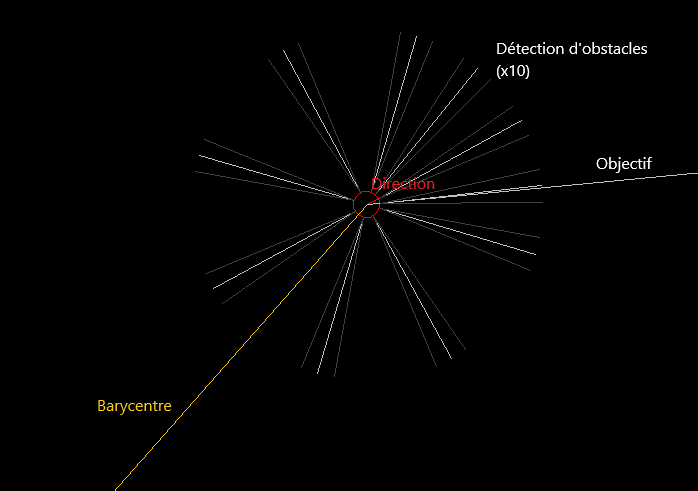 Détection d'obstacles
(x10)
Objectif
Direction
Barycentre